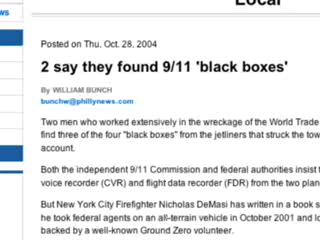 Local
ws
Posted on Thu, Oct. 28, 2004
2 say they found 9/11 'black boxes'
By WILLIAM BUNCH
bunchw@phillynews.com
Two men who worked extensively in the wreckage of the World Trade
find three of the four "black boxes" from the jetliners that struck the tow
account.
Both the independent 9/11 Commission and federal authorities insist t
voice recorder (CVR) and flight data recorder (FDR) from the two plan
But New York City Firefighter Nicholas DeMasi has written in a book s
he took federal agents on an all-terrain vehicle in October 2001 and lo
backed by a well-known Ground Zero volunteer.